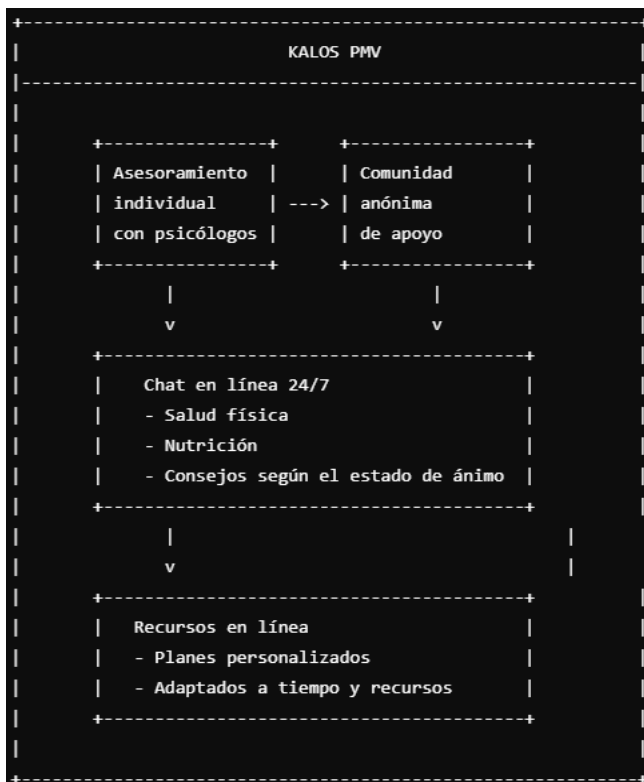 KALOS PMV
Asesoramiento
individual
con psicólogos
--->
Comunidad
anónima
de apoyo
v
v
Chat en línea 24/7
- Salud física
- Nutrición
- Consejos según el estado de ánimo
v
Recursos en línea
- Planes personalizados
- Adaptados a tiempo y recursos